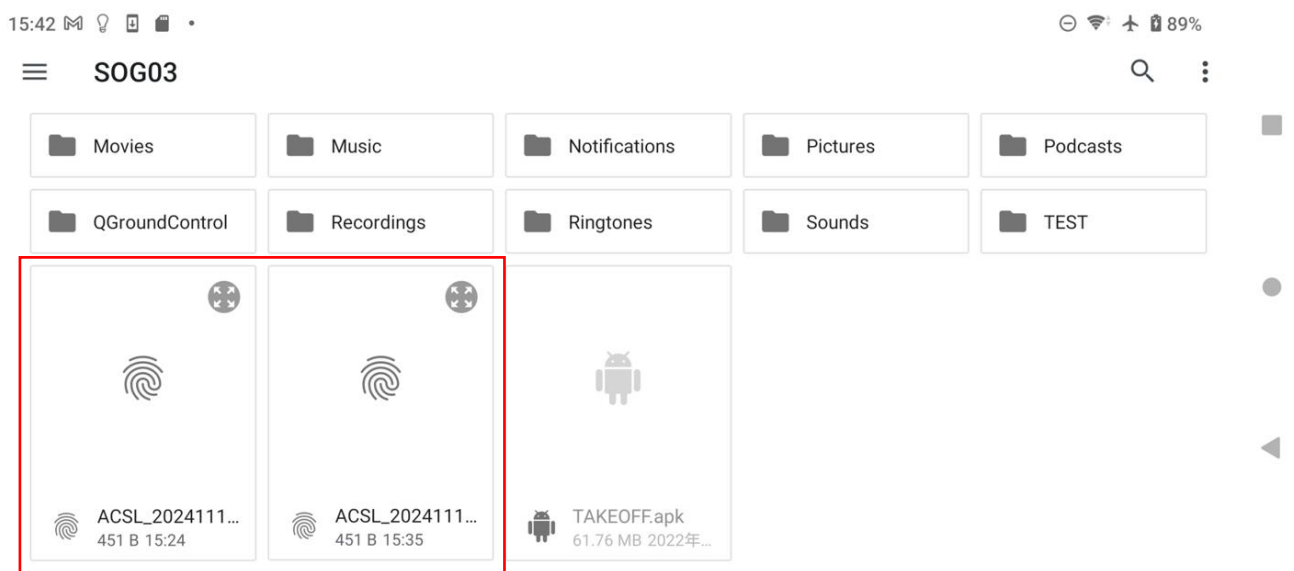 15:42 89%
SOG03
Movies Music Notifications Pictures Podcasts
QGroundControl Recordings Ringtones Sounds TEST
ACSL_2024111... ACSL_2024111... TAKEOFF.apk
451 B 15:24 451 B 15:35 61.76 MB 2022年...